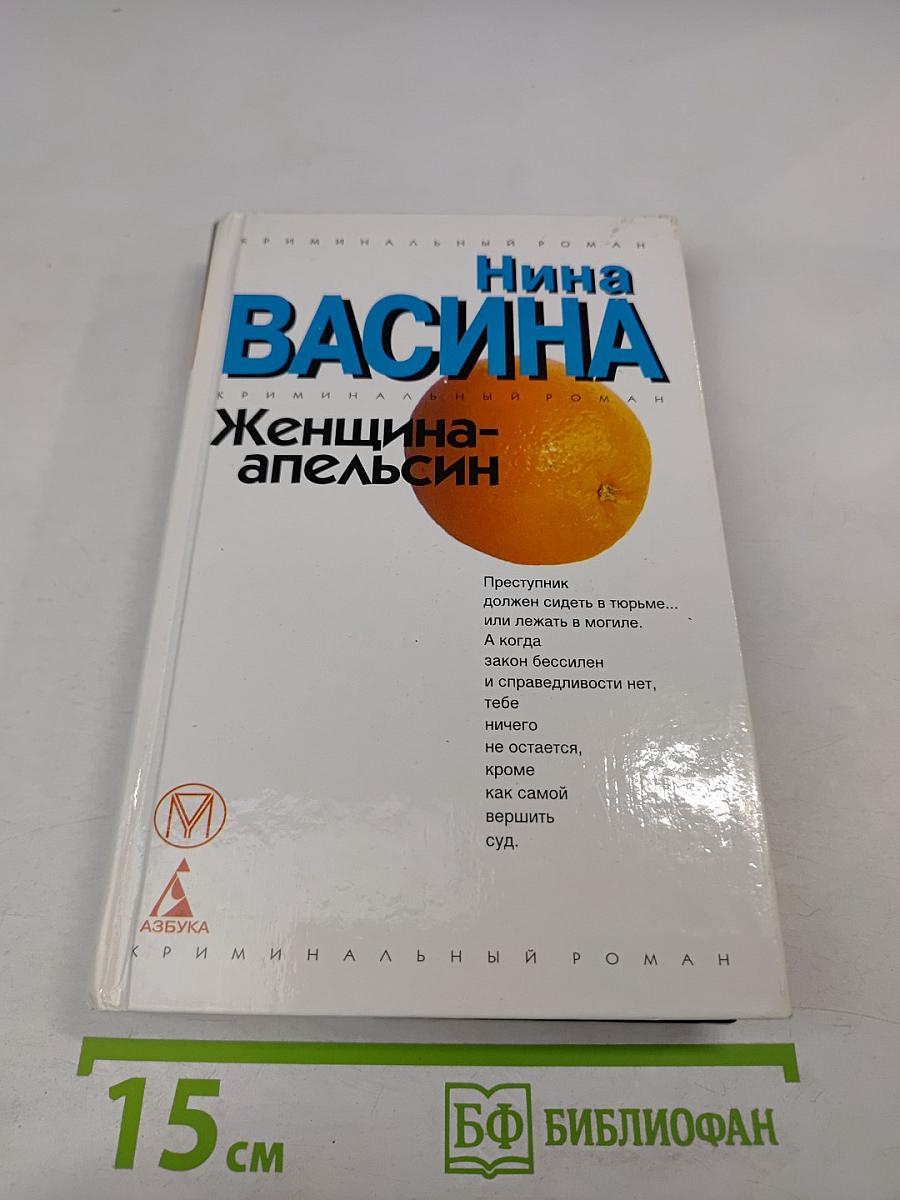 КРИМИНАЛЬНЫЙ РОМАН
Нина
ВАСИНА
КРИМИНАЛЬНЫЙ РОМАН
Женщина-
апельсин
Преступник
должен сидеть в тюрьме...
или лежать в могиле.
А когда
закон бессилен
и справедливости нет,
тебе
ничего
не остается,
кроме
как самой
вершить
суд.
АЗБУКА
КРИМИНАЛЬНЫЙ РОМАН
15 см
БФ БИБЛИОФАН